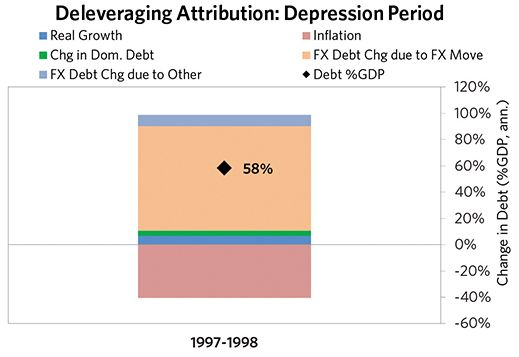 Deleveraging Attribution: Depression Period
Real Growth
Inflation
Chg in Dom. Debt
FX Debt Chg due to FX Move
FX Debt Chg due to Other
Debt %GDP
120%
100%
80%
60%
40%
20%
0%
-20%
-40%
-60%
Change in Debt (%GDP, ann.)
58%
1997-1998